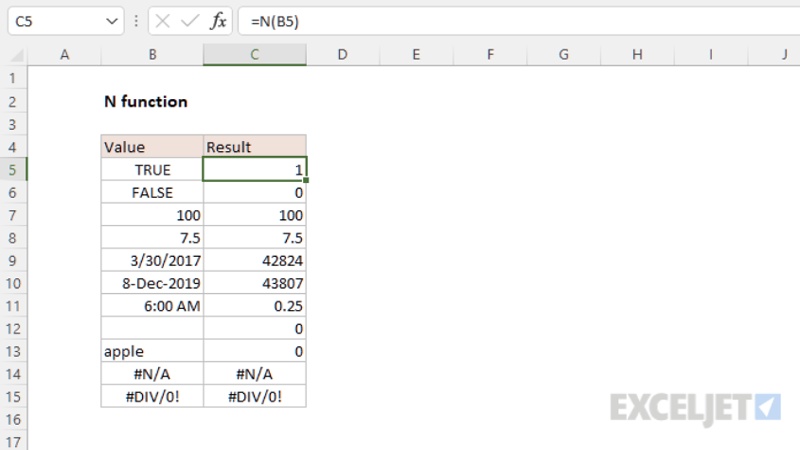 C5 fx =N(B5)
A B C D E F G H I J
1
2 N function
3
4 Value Result
5 TRUE 1
6 FALSE 0
7 100 100
8 7.5 7.5
9 3/30/2017 42824
10 8-Dec-2019 43807
11 6:00 AM 0.25
12 0
13 apple 0
14 #N/A #N/A
15 #DIV/0! #DIV/0!
16
17
EXCELJET